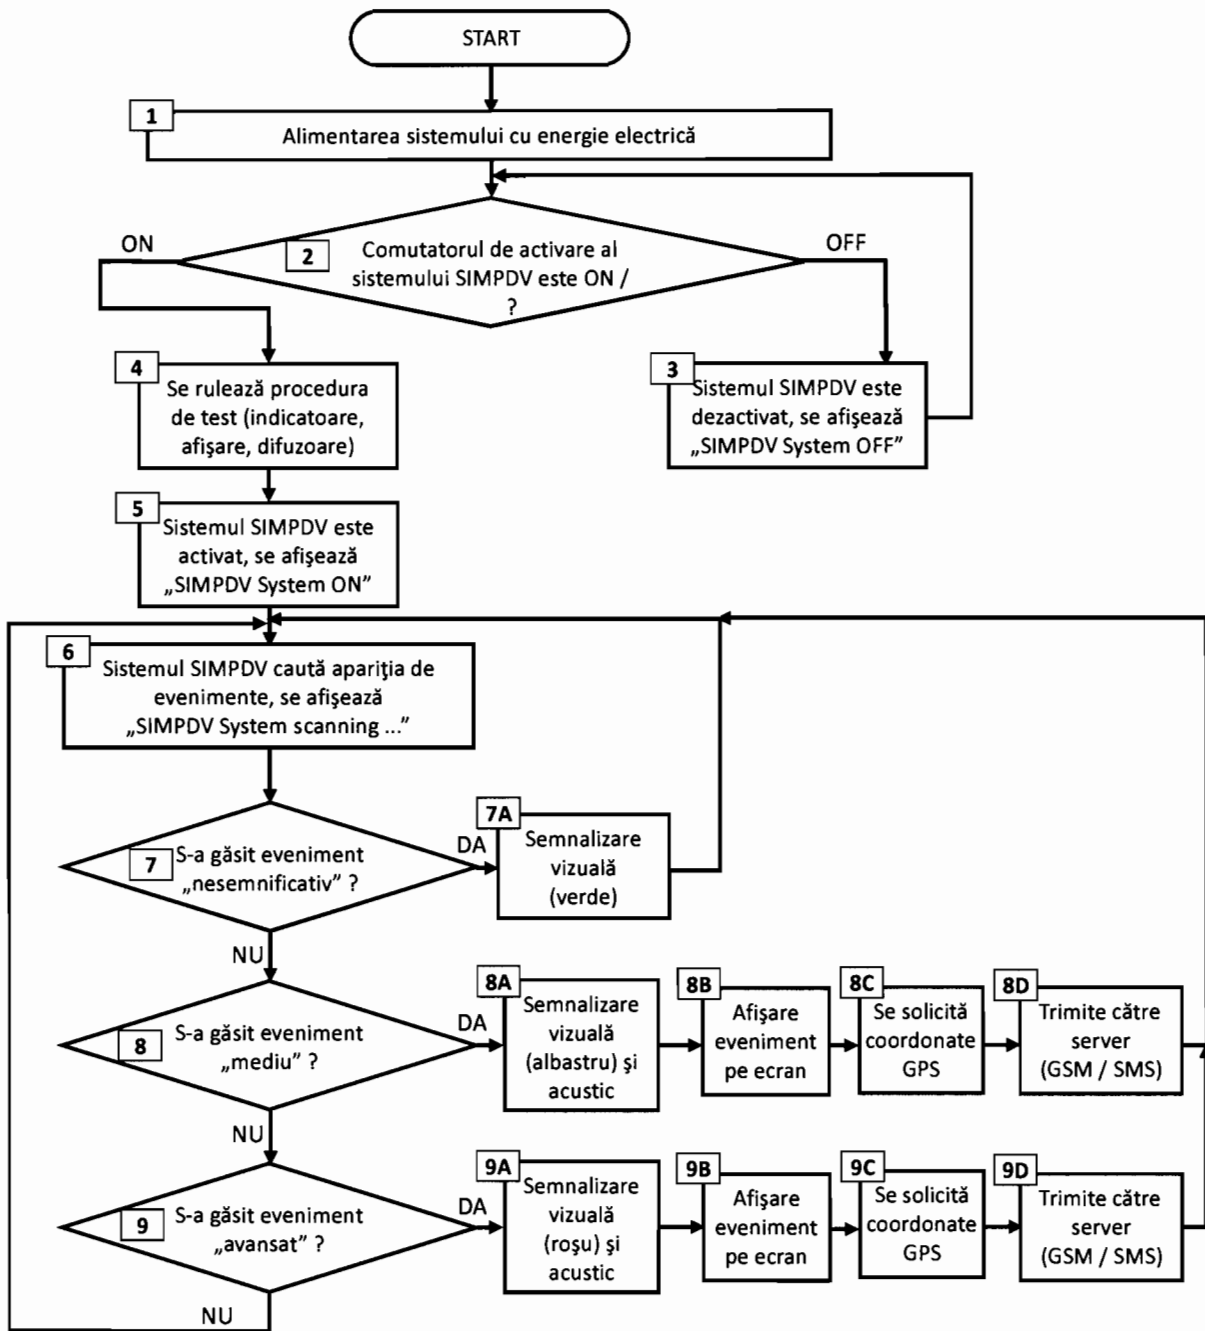 START
1
Alimentarea sistemului cu energie electrică
ON
2
Comutatorul de activare al
sistemului SIMPDV este ON /
?
OFF
4
Se rulează procedura
de test (indicatoare,
afişare, difuzoare)
3
Sistemul SIMPDV este
dezactivat, se afişează
„SIMPDV System OFF”
5
Sistemul SIMPDV este
activat, se afişează
„SIMPDV System ON”
6
Sistemul SIMPDV caută apariţia de
evenimente, se afişează
„SIMPDV System scanning ...”
7
S-a găsit eveniment
„nesemnificativ” ?
DA
7A
Semnalizare
vizuală
(verde)
NU
8
S-a găsit eveniment
„mediu” ?
DA
8A
Semnalizare
vizuală
(albastru) şi
acustic
8B
Afişare
eveniment
pe ecran
8C
Se solicită
coordonate
GPS
8D
Trimite către
server
(GSM / SMS)
NU
9
S-a găsit eveniment
„avansat” ?
DA
9A
Semnalizare
vizuală
(roşu) şi
acustic
9B
Afişare
eveniment
pe ecran
9C
Se solicită
coordonate
GPS
9D
Trimite către
server
(GSM / SMS)
NU